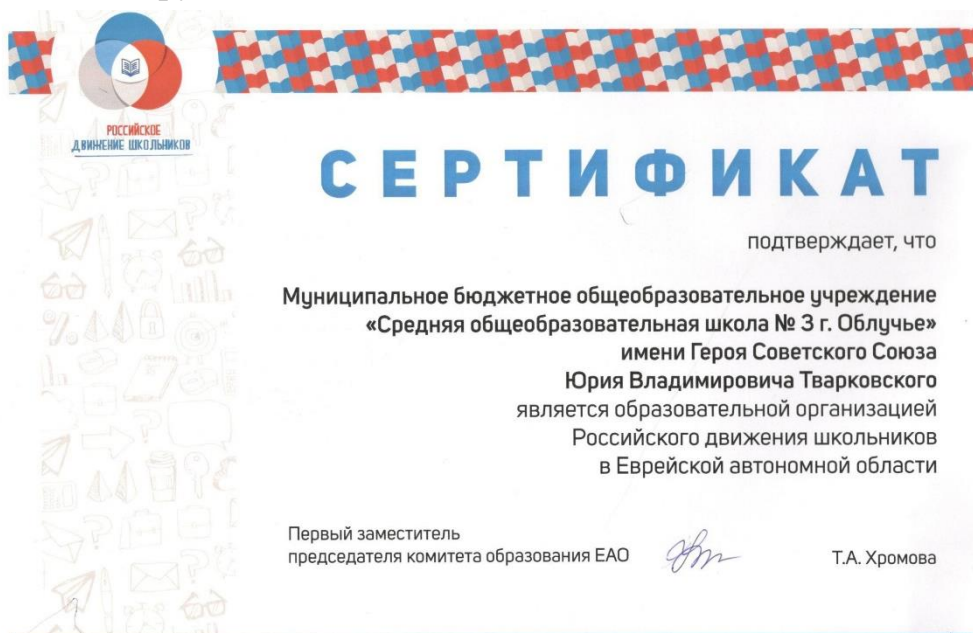 РОССИЙСКОЕ
ДВИЖЕНИЕ ШКОЛЬНИКОВ
СЕРТИФИКАТ
подтверждает, что
Муниципальное бюджетное общеобразовательное учреждение
«Средняя общеобразовательная школа № 3 г. Облучье»
имени Героя Советского Союза
Юрия Владимировича Тварковского
является образовательной организацией
Российского движения школьников
в Еврейской автономной области
Первый заместитель
председателя комитета образования ЕАО
Т.А. Хромова